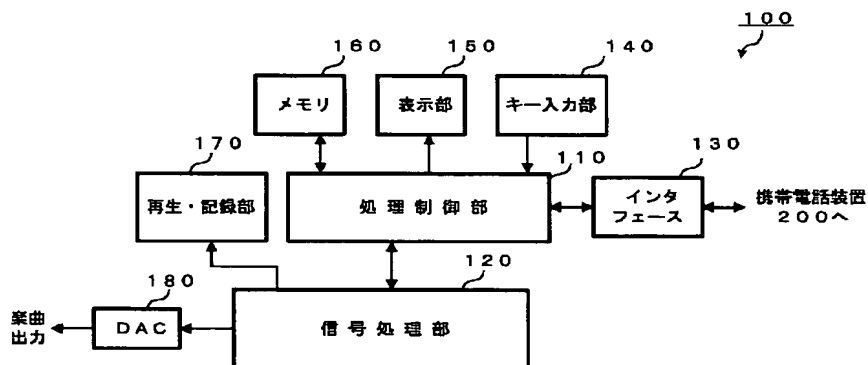 100
160
150
140
メモリ
表示部
キー入力部
170
110
130
再生・記録部
処理制御部
インタ
フェース
携帯電話装置
200へ
120
180
楽曲
出力
DAC
信号処理部